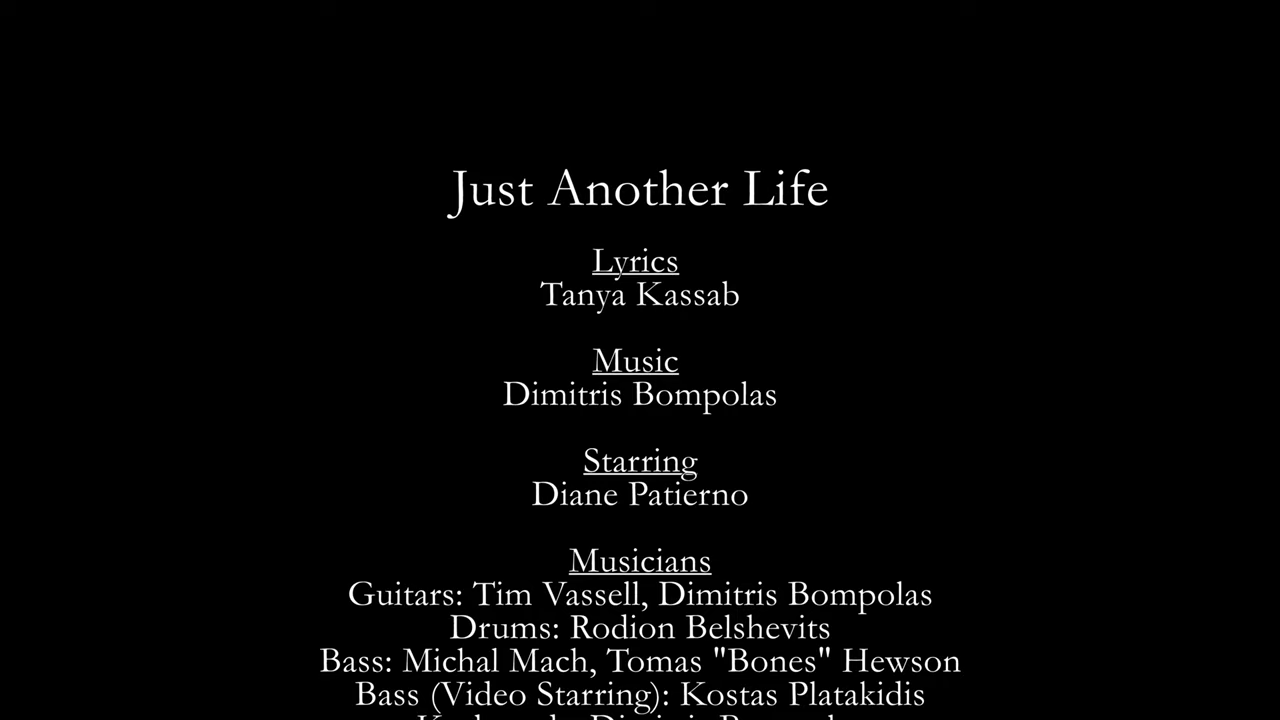 Just Another Life
Lyrics
Tanya Kassab
Music
Dimitris Bompolas
Starring
Diane Patierno
Musicians
Guitars: Tim Vassell, Dimitris Bompolas
Drums: Rodion Belshevits
Bass: Michal Mach, Tomas "Bones" Hewson
Bass (Video Starring): Kostas Platakidis